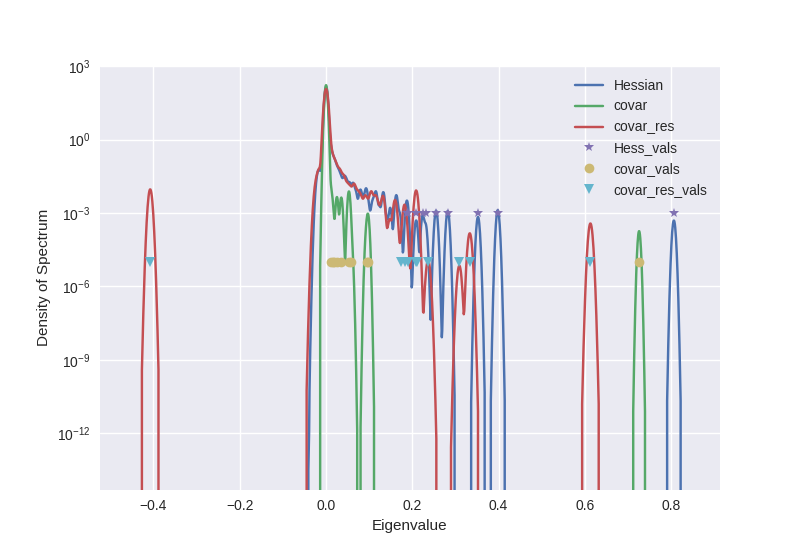 10^3
10^0
10^−3
10^−6
10^−9
10^−12
Density of Spectrum
Hessian
covar
covar_res
Hess_vals
covar_vals
covar_res_vals
−0.4 −0.2 0.0 0.2 0.4 0.6 0.8
Eigenvalue